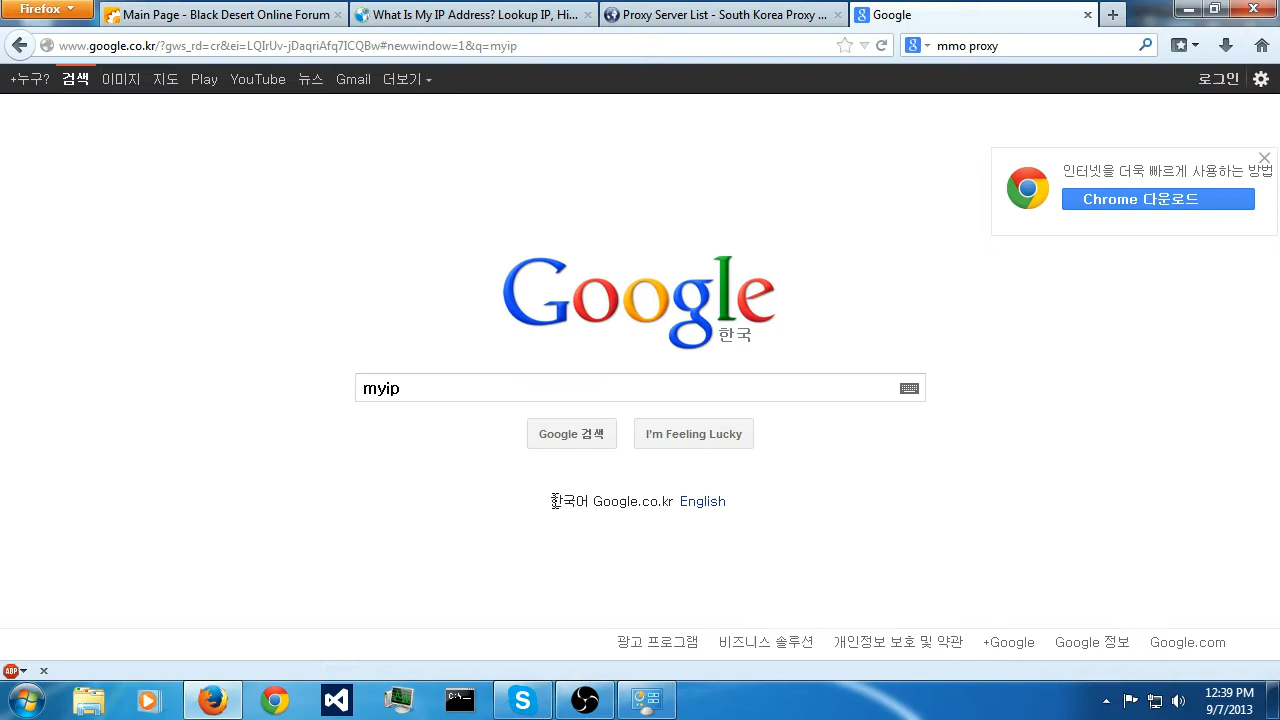 Firefox
Main Page - Black Desert Online Forum
What Is My IP Address? Lookup IP, Hi...
Proxy Server List - South Korea Proxy ...
Google
www.google.co.kr/?gws_rd=cr&ei=LQIrUv-jDaqriAfq7ICQBw#newwindow=1&q=myip
mmo proxy
+누구? 검색 이미지 지도 Play YouTube 뉴스 Gmail 더보기
로그인
인터넷을 더욱 빠르게 사용하는 방법
Chrome 다운로드
Google
한국
myip
Google 검색
I'm Feeling Lucky
한국어 Google.co.kr English
광고 프로그램 비즈니스 솔루션 개인정보 보호 및 약관 +Google Google 정보 Google.com
ABP
12:39 PM
9/7/2013